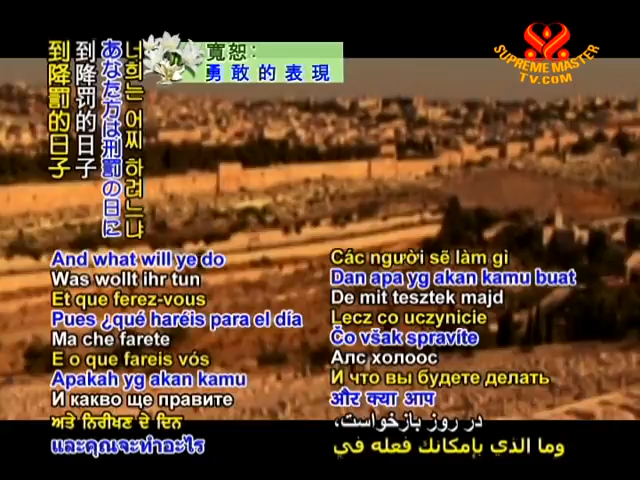 寬恕：
勇敢的表現
SUPREME MASTER
TV.COM
너희는 어찌 하려느냐
あなた方は刑罰の日に
到降罚的日子
到降罰的日子
And what will ye do
Was wollt ihr tun
Et que ferez-vous
Pues ¿qué haréis para el día
Ma che farete
E o que fareis vós
Apakah yg akan kamu
И какво ще правите
ਅਤੇ ਨਿਰੀਖਣ ਦੇ ਦਿਨ
และคุณจะทำอะไร
Các người sẽ làm gì
Dan apa yg akan kamu buat
De mit tesztek majd
Lecz co uczynicie
Čo však spravíte
Алс холоос
И что вы будете делать
और क्या आप
در روز بازخواست،
وما الذي بإمكانك فعله في